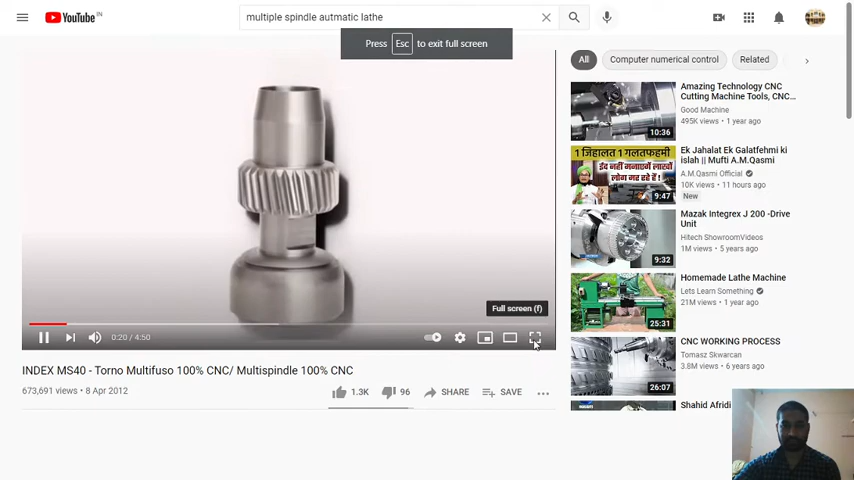 YouTube IN
multiple spindle autmatic lathe
Press Esc to exit full screen
All
Computer numerical control
Related
Full screen (f)
0:20 / 4:50
INDEX MS40 - Torno Multifuso 100% CNC/ Multispindle 100% CNC
673,691 views • 8 Apr 2012
1.3K
96
SHARE
SAVE
10:36
Amazing Technology CNC
Cutting Machine Tools, CNC...
Good Machine
495K views • 1 year ago
1 जिहालत 1 गलतफहमी
9:47
Ek Jahalat Ek Galatfehmi ki
islah || Mufti A.M.Qasmi
A.M.Qasmi Official
10K views • 11 hours ago
New
9:32
Mazak Integrex J 200 -Drive
Unit
Hitech ShowroomVideos
1M views • 5 years ago
25:31
Homemade Lathe Machine
Lets Learn Something
21M views • 1 year ago
26:07
CNC WORKING PROCESS
Tomasz Skwarcan
3.8M views • 6 years ago
Shahid Afridi